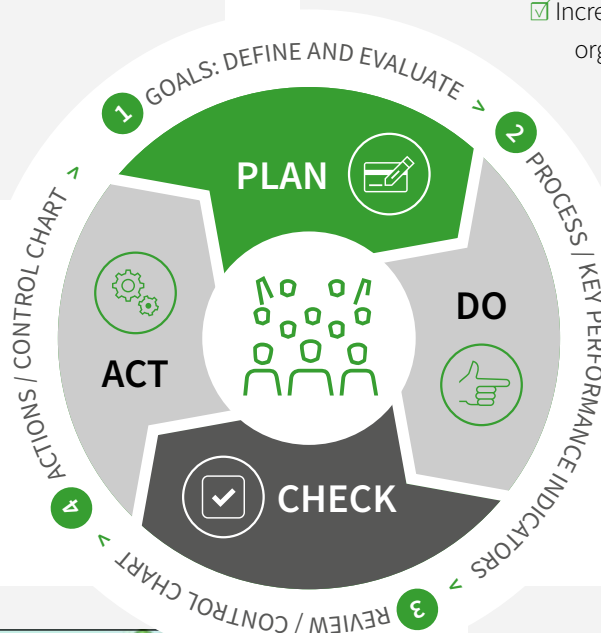 ☑ Incre
org
1 GOALS: DEFINE AND EVALUATE >
2 PROCESS / KEY PERFORMANCE INDICATORS >
3 REVIEW / CONTROL CHART >
4 ACTIONS / CONTROL CHART >
PLAN
DO
CHECK
ACT